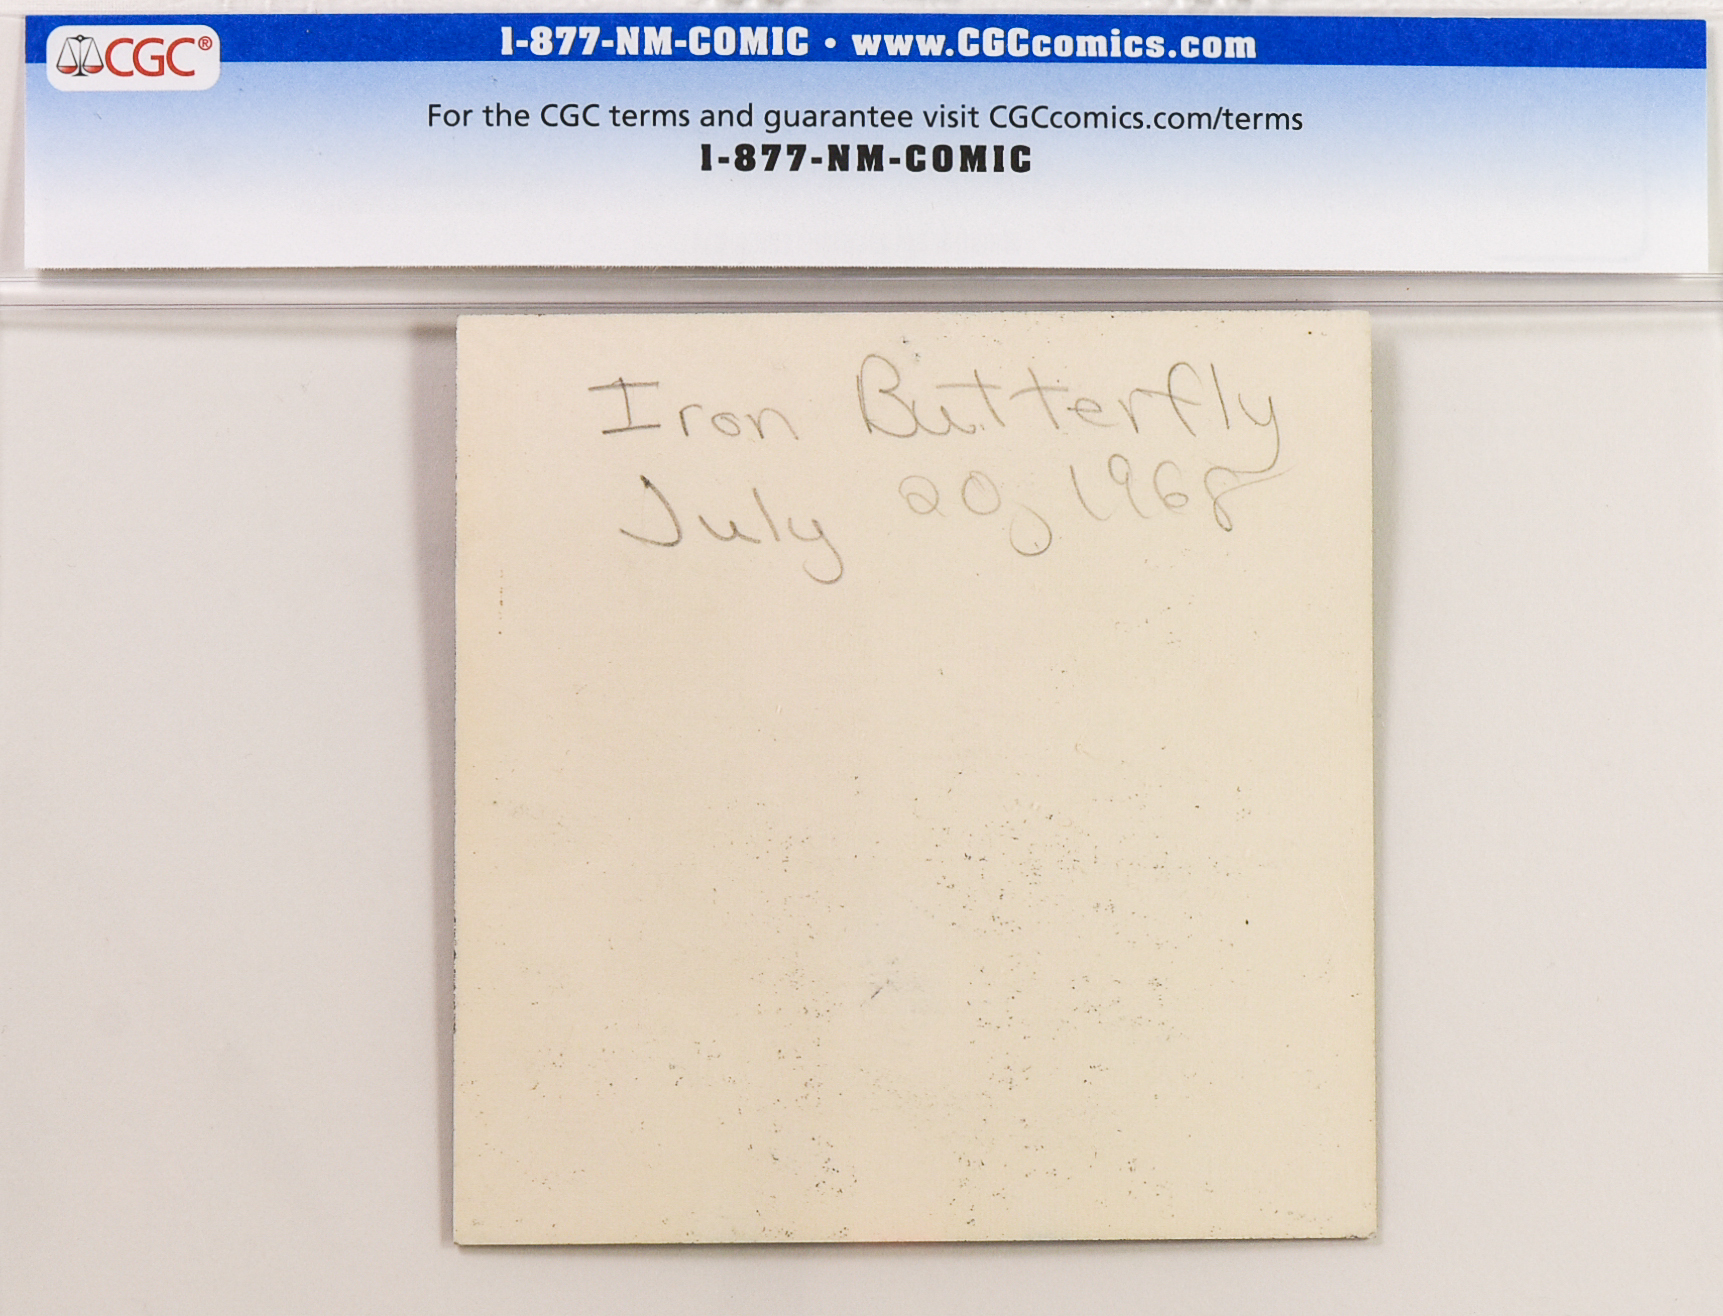 CGC®
1-877-NM-COMIC • www.CGCcomics.com
For the CGC terms and guarantee visit CGCcomics.com/terms
1-877-NM-COMIC
Iron Butterfly
July 20, 1968